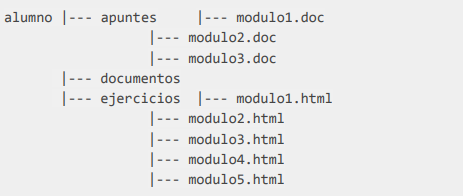 alumno |--- apuntes    |--- modulo1.doc
                  |--- modulo2.doc
                  |--- modulo3.doc
       |--- documentos
       |--- ejercicios  |--- modulo1.html
                  |--- modulo2.html
                  |--- modulo3.html
                  |--- modulo4.html
                  |--- modulo5.html